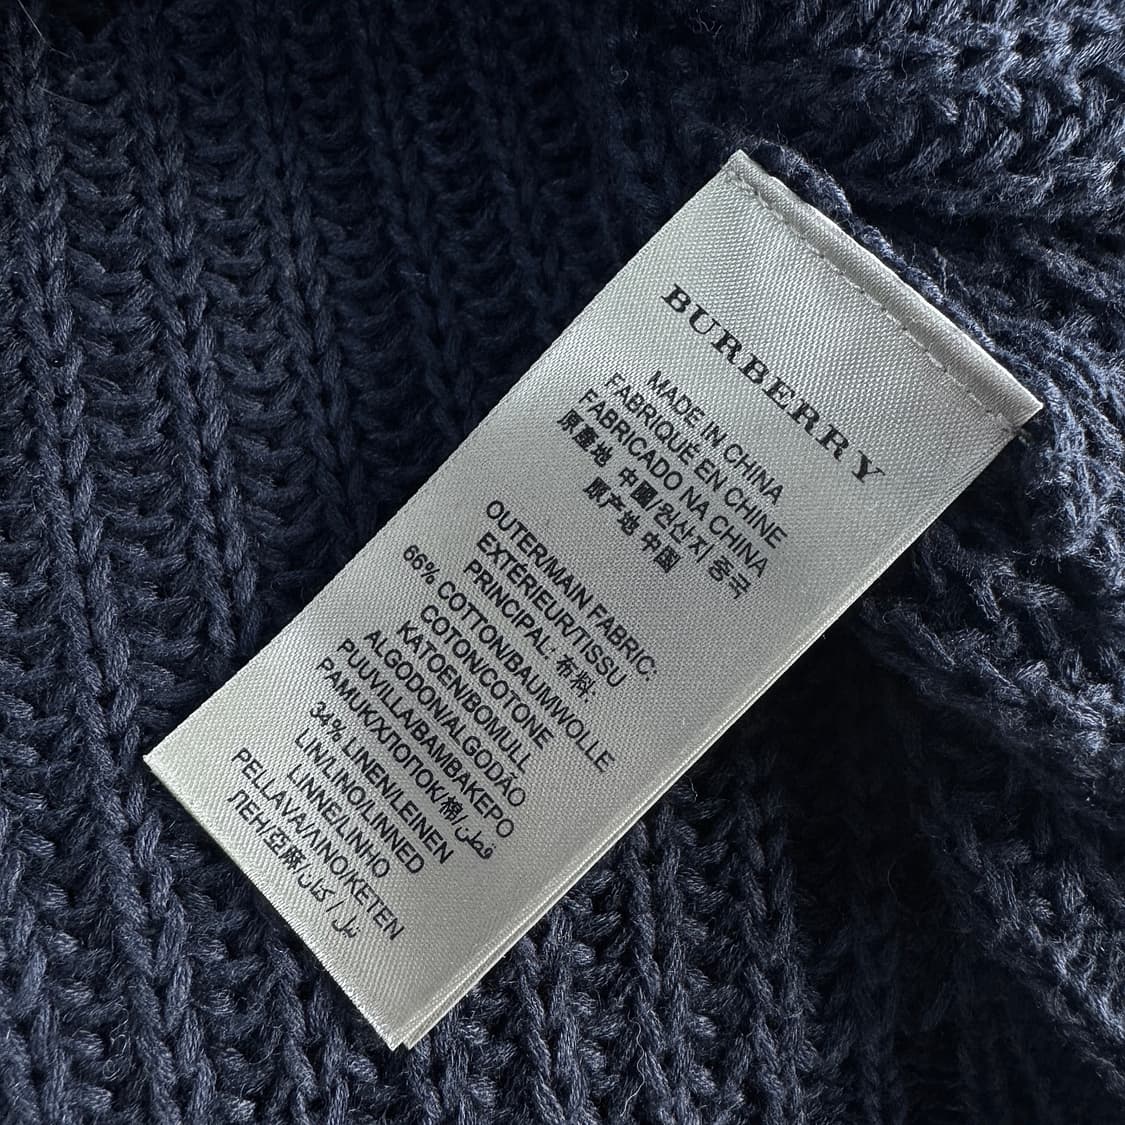 BURBERRY
MADE IN CHINA
FABRIQUÉ EN CHINE
FABRICADO NA CHINA
原產地 中國/원산지 중국
原产地 中国
OUTER/MAIN FABRIC:
EXTÉRIEUR/TISSU
PRINCIPAL: 布料:
66% COTTON/BAUMWOLLE
COTON/COTONE
KATOEN/BOMULL
ALGODON/ALGODÃO
PUUVILLA/ΒΑΜΒΑΚΕΡΟ
PAMUK/ХЛОПОК/棉/قطن
34% LINEN/LEINEN
LIN/LINO/LINNED
LINNE/LINHO
PELLAVA/ΛΙΝΟ/KETEN
ЛЕН/亞麻/كتان/تيل